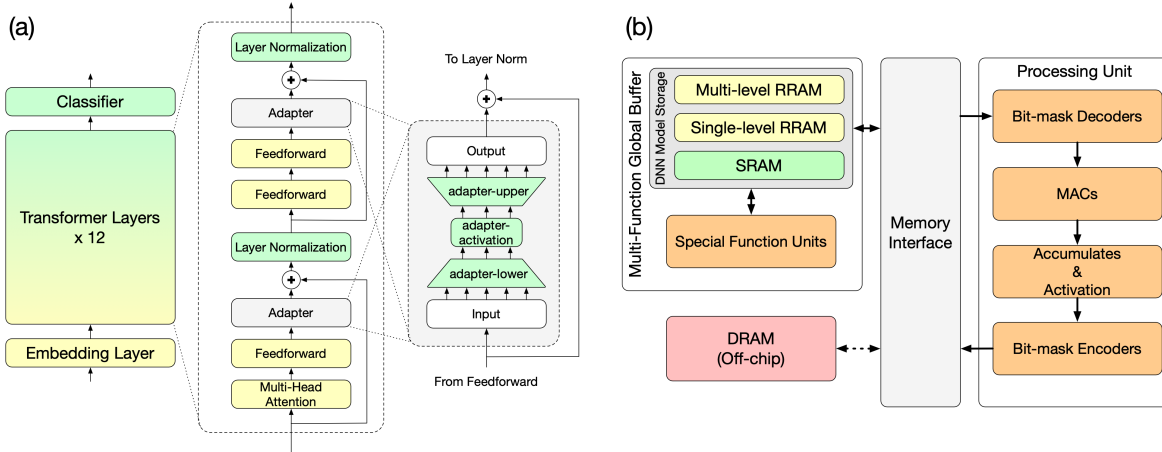 (a)
Classifier
Transformer Layers
x 12
Embedding Layer
Layer Normalization
+
Adapter
Feedforward
Feedforward
Layer Normalization
+
Adapter
Feedforward
Multi-Head
Attention
To Layer Norm
+
Output
adapter-upper
adapter-
activation
adapter-lower
Input
From Feedforward
(b)
Multi-Function Global Buffer
DNN Model Storage
Multi-level RRAM
Single-level RRAM
SRAM
Special Function Units
DRAM
(Off-chip)
Memory
Interface
Processing Unit
Bit-mask Decoders
MACs
Accumulates
&
Activation
Bit-mask Encoders